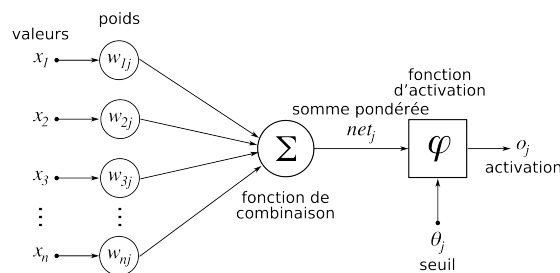 valeurs
poids
x1
w1j
x2
w2j
x3
w3j
xn
wnj
Σ
fonction de
combinaison
somme pondérée
netj
fonction
d'activation
φ
oj
activation
θj
seuil